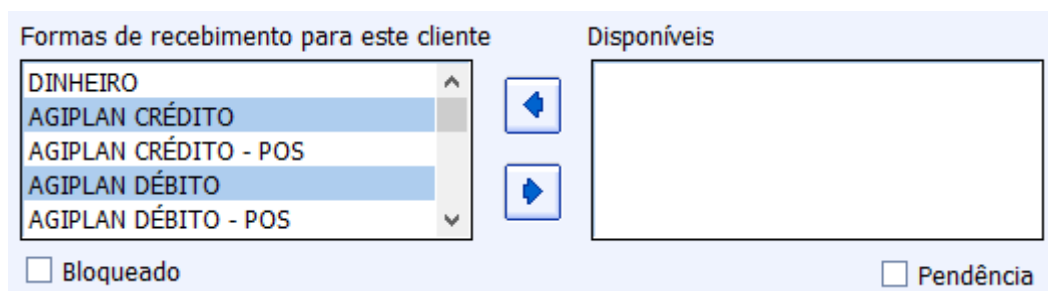 Formas de recebimento para este cliente
Disponíveis
DINHEIRO
AGIPLAN CRÉDITO
AGIPLAN CRÉDITO - POS
AGIPLAN DÉBITO
AGIPLAN DÉBITO - POS
Bloqueado
Pendência